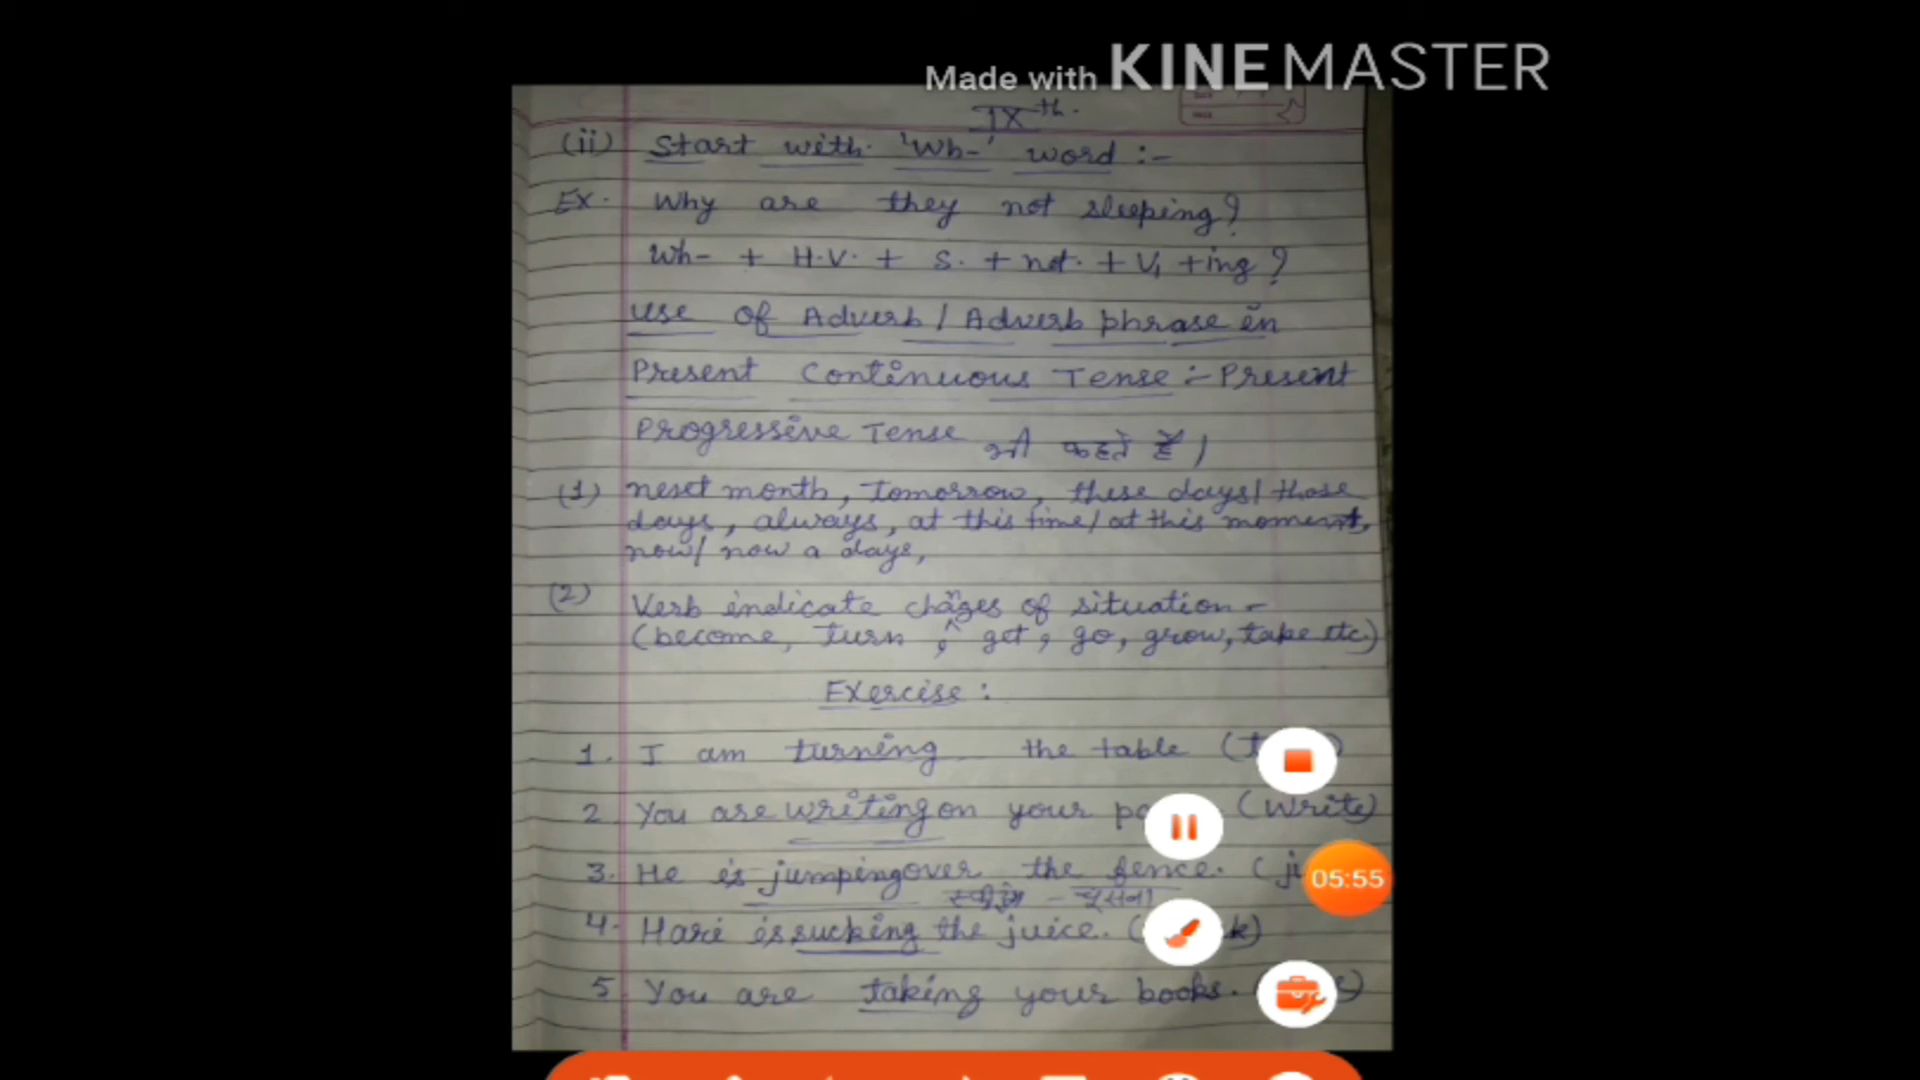 Made with KINEMASTER
IXth.
(ii) Start with 'Wh-' word :-
Ex. Why are they not sleeping?
Wh- + H.V. + S. + not. + V1 +ing ?
use of Adverb / Adverb phrase in
Present Continuous Tense :- Present
Progressive Tense भी कहते हैं।
(1) next month, Tomorrow, these days/ those
days, always, at this time/ at this moment,
now/ now a days,
(2) Verb indicate changes of situation -
(become, turn, get, go, grow, take etc.)
Exercise :
1. I am turning the table
2. You are writing on your (Write)
3. He is jumping over the fence.
चूसना
4. Hari is sucking the juice.
5. You are taking your books.
05:55